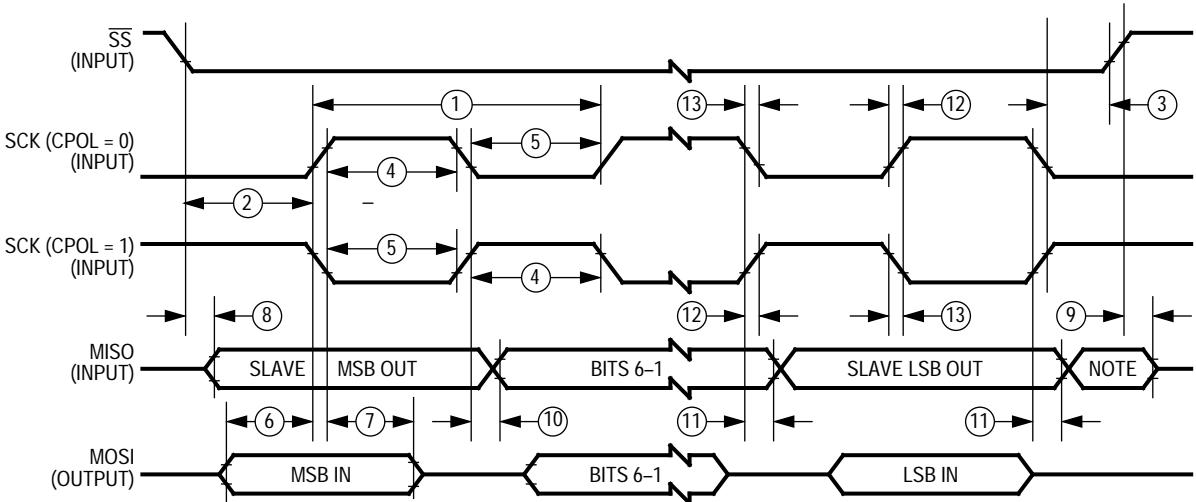 SS
(INPUT)
1
13
12
3
SCK (CPOL = 0)
(INPUT)
5
4
2
–
SCK (CPOL = 1)
(INPUT)
5
4
8
12
13
9
MISO
(INPUT)
SLAVE MSB OUT
BITS 6–1
SLAVE LSB OUT
NOTE
6
7
10
11
11
MOSI
(OUTPUT)
MSB IN
BITS 6–1
LSB IN